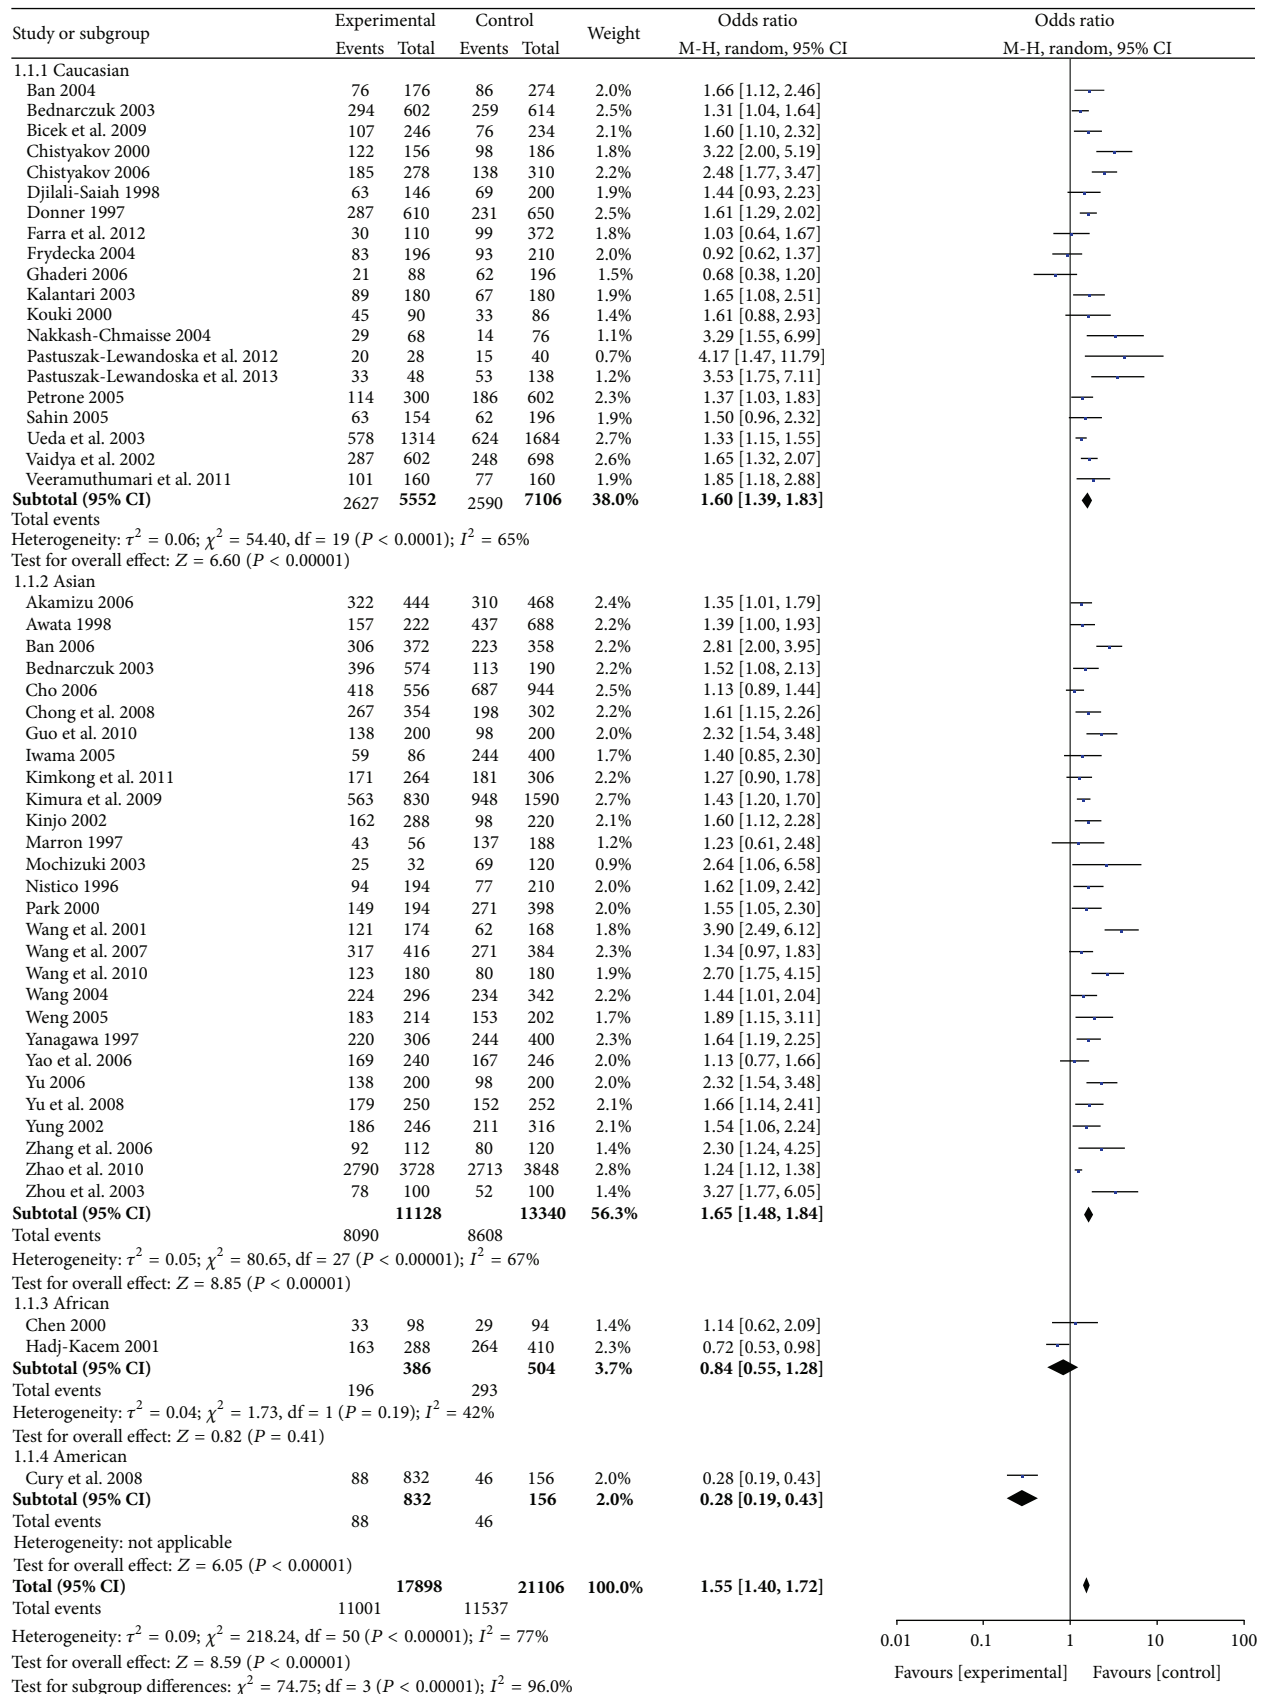 Study or subgroup Experimental Control Weight Odds ratio Odds ratio
Events Total Events Total M-H, random, 95% CI M-H, random, 95% CI
1.1.1 Caucasian
Ban 2004 76 176 86 274 2.0% 1.66 [1.12, 2.46]
Bednarczuk 2003 294 602 259 614 2.5% 1.31 [1.04, 1.64]
Bicek et al. 2009 107 246 76 234 2.1% 1.60 [1.10, 2.32]
Chistyakov 2000 122 156 98 186 1.8% 3.22 [2.00, 5.19]
Chistyakov 2006 185 278 138 310 2.2% 2.48 [1.77, 3.47]
Djilali-Saiah 1998 63 146 69 200 1.9% 1.44 [0.93, 2.23]
Donner 1997 287 610 231 650 2.5% 1.61 [1.29, 2.02]
Farra et al. 2012 30 110 99 372 1.8% 1.03 [0.64, 1.67]
Frydecka 2004 83 196 93 210 2.0% 0.92 [0.62, 1.37]
Ghaderi 2006 21 88 62 196 1.5% 0.68 [0.38, 1.20]
Kalantari 2003 89 180 67 180 1.9% 1.65 [1.08, 2.51]
Kouki 2000 45 90 33 86 1.4% 1.61 [0.88, 2.93]
Nakkash-Chmaisse 2004 29 68 14 76 1.1% 3.29 [1.55, 6.99]
Pastuszak-Lewandoska et al. 2012 20 28 15 40 0.7% 4.17 [1.47, 11.79]
Pastuszak-Lewandoska et al. 2013 33 48 53 138 1.2% 3.53 [1.75, 7.11]
Petrone 2005 114 300 186 602 2.3% 1.37 [1.03, 1.83]
Sahin 2005 63 154 62 196 1.9% 1.50 [0.96, 2.32]
Ueda et al. 2003 578 1314 624 1684 2.7% 1.33 [1.15, 1.55]
Vaidya et al. 2002 287 602 248 698 2.6% 1.65 [1.32, 2.07]
Veeramuthumari et al. 2011 101 160 77 160 1.9% 1.85 [1.18, 2.88]
Subtotal (95% CI) 2627 5552 2590 7106 38.0% 1.60 [1.39, 1.83]
Total events
Heterogeneity: τ² = 0.06; χ² = 54.40, df = 19 (P < 0.0001); I² = 65%
Test for overall effect: Z = 6.60 (P < 0.00001)
1.1.2 Asian
Akamizu 2006 322 444 310 468 2.4% 1.35 [1.01, 1.79]
Awata 1998 157 222 437 688 2.2% 1.39 [1.00, 1.93]
Ban 2006 306 372 223 358 2.2% 2.81 [2.00, 3.95]
Bednarczuk 2003 396 574 113 190 2.2% 1.52 [1.08, 2.13]
Cho 2006 418 556 687 944 2.5% 1.13 [0.89, 1.44]
Chong et al. 2008 267 354 198 302 2.2% 1.61 [1.15, 2.26]
Guo et al. 2010 138 200 98 200 2.0% 2.32 [1.54, 3.48]
Iwama 2005 59 86 244 400 1.7% 1.40 [0.85, 2.30]
Kimkong et al. 2011 171 264 181 306 2.2% 1.27 [0.90, 1.78]
Kimura et al. 2009 563 830 948 1590 2.7% 1.43 [1.20, 1.70]
Kinjo 2002 162 288 98 220 2.1% 1.60 [1.12, 2.28]
Marron 1997 43 56 137 188 1.2% 1.23 [0.61, 2.48]
Mochizuki 2003 25 32 69 120 0.9% 2.64 [1.06, 6.58]
Nistico 1996 94 194 77 210 2.0% 1.62 [1.09, 2.42]
Park 2000 149 194 271 398 2.0% 1.55 [1.05, 2.30]
Wang et al. 2001 121 174 62 168 1.8% 3.90 [2.49, 6.12]
Wang et al. 2007 317 416 271 384 2.3% 1.34 [0.97, 1.83]
Wang et al. 2010 123 180 80 180 1.9% 2.70 [1.75, 4.15]
Wang 2004 224 296 234 342 2.2% 1.44 [1.01, 2.04]
Weng 2005 183 214 153 202 1.7% 1.89 [1.15, 3.11]
Yanagawa 1997 220 306 244 400 2.3% 1.64 [1.19, 2.25]
Yao et al. 2006 169 240 167 246 2.0% 1.13 [0.77, 1.66]
Yu 2006 138 200 98 200 2.0% 2.32 [1.54, 3.48]
Yu et al. 2008 179 250 152 252 2.1% 1.66 [1.14, 2.41]
Yung 2002 186 246 211 316 2.1% 1.54 [1.06, 2.24]
Zhang et al. 2006 92 112 80 120 1.4% 2.30 [1.24, 4.25]
Zhao et al. 2010 2790 3728 2713 3848 2.8% 1.24 [1.12, 1.38]
Zhou et al. 2003 78 100 52 100 1.4% 3.27 [1.77, 6.05]
Subtotal (95% CI) 11128 13340 56.3% 1.65 [1.48, 1.84]
Total events 8090 8608
Heterogeneity: τ² = 0.05; χ² = 80.65, df = 27 (P < 0.00001); I² = 67%
Test for overall effect: Z = 8.85 (P < 0.00001)
1.1.3 African
Chen 2000 33 98 29 94 1.4% 1.14 [0.62, 2.09]
Hadj-Kacem 2001 163 288 264 410 2.3% 0.72 [0.53, 0.98]
Subtotal (95% CI) 386 504 3.7% 0.84 [0.55, 1.28]
Total events 196 293
Heterogeneity: τ² = 0.04; χ² = 1.73, df = 1 (P = 0.19); I² = 42%
Test for overall effect: Z = 0.82 (P = 0.41)
1.1.4 American
Cury et al. 2008 88 832 46 156 2.0% 0.28 [0.19, 0.43]
Subtotal (95% CI) 832 156 2.0% 0.28 [0.19, 0.43]
Total events 88 46
Heterogeneity: not applicable
Test for overall effect: Z = 6.05 (P < 0.00001)
Total (95% CI) 17898 21106 100.0% 1.55 [1.40, 1.72]
Total events 11001 11537
Heterogeneity: τ² = 0.09; χ² = 218.24, df = 50 (P < 0.00001); I² = 77%
Test for overall effect: Z = 8.59 (P < 0.00001)
Test for subgroup differences: χ² = 74.75; df = 3 (P < 0.00001); I² = 96.0%
0.01 0.1 1 10 100
Favours [experimental] Favours [control]